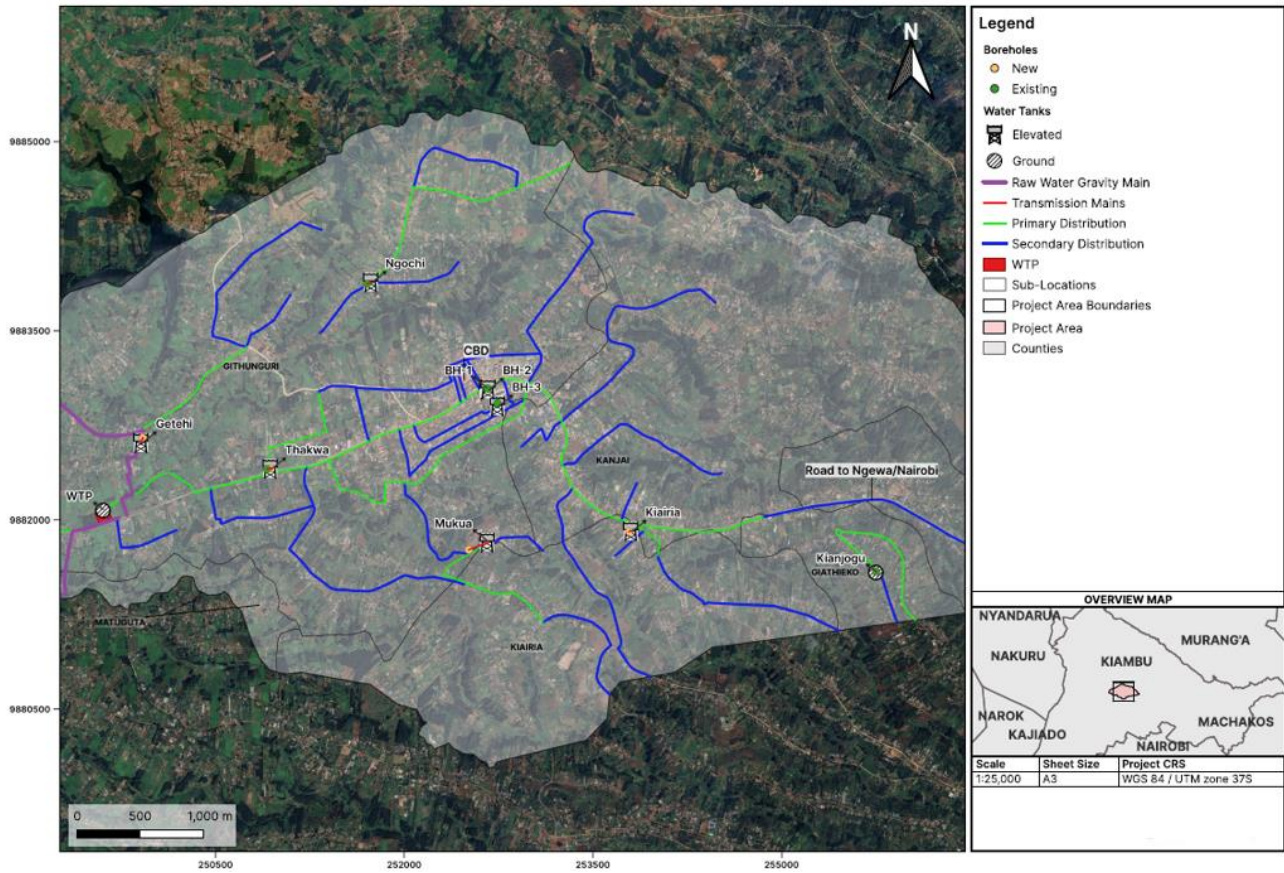 N
9885000
9883500
9882000
9880500
250500
252000
253500
255000
Ngochi
CBD
BH-1
BH-2
BH-3
GITHUNGURI
Getehi
Thakwa
KANJAI
Road to Ngewa/Nairobi
WTP
Mukua
Kiairia
Kianjogu
GIATHIEKO
MATUGUTA
KIAIRIA
0 500 1,000 m
Legend
Boreholes
New
Existing
Water Tanks
Elevated
Ground
Raw Water Gravity Main
Transmission Mains
Primary Distribution
Secondary Distribution
WTP
Sub-Locations
Project Area Boundaries
Project Area
Counties
OVERVIEW MAP
NYANDARUA
MURANG'A
NAKURU
KIAMBU
NAROK
MACHAKOS
KAJIADO
NAIROBI
Scale Sheet Size Project CRS
1:25,000 A3 WGS 84 / UTM zone 37S